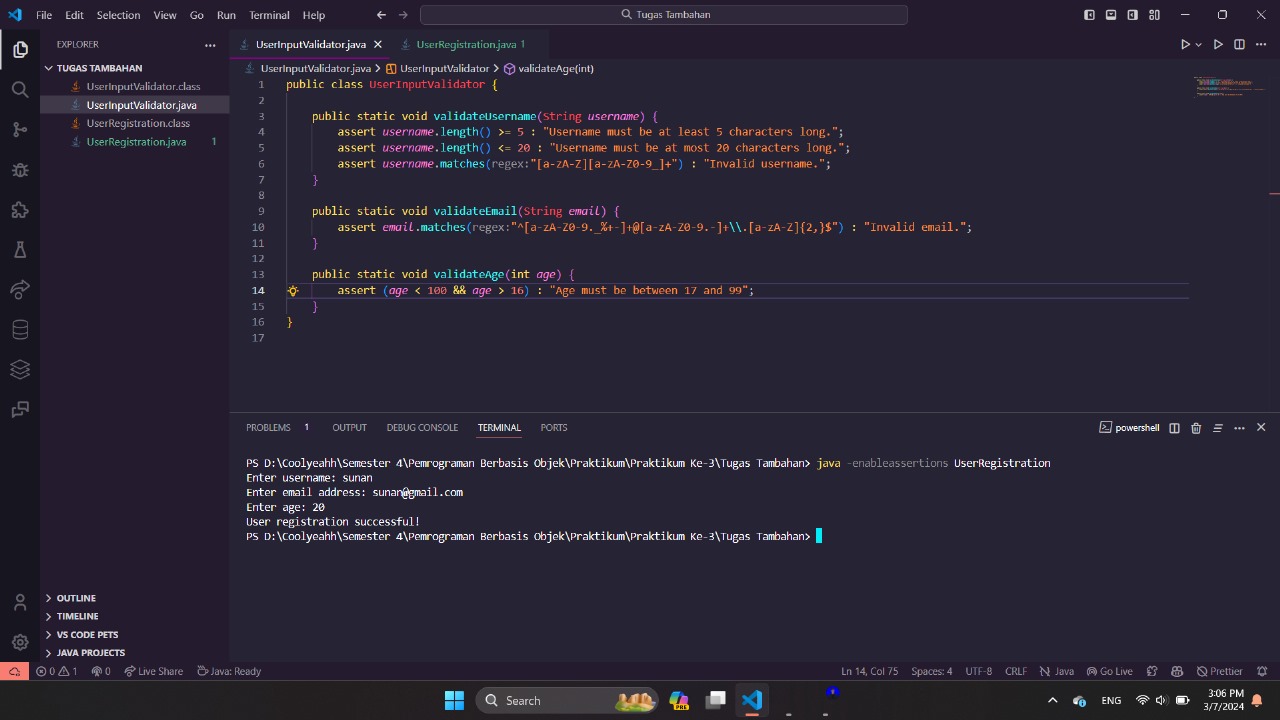 File Edit Selection View Go Run Terminal Help
Tugas Tambahan
EXPLORER
TUGAS TAMBAHAN
UserInputValidator.class
UserInputValidator.java
UserRegistration.class
UserRegistration.java 1
OUTLINE
TIMELINE
VS CODE PETS
JAVA PROJECTS
UserInputValidator.java UserRegistration.java 1
UserInputValidator.java > UserInputValidator > validateAge(int)
1 public class UserInputValidator {
2
3 public static void validateUsername(String username) {
4 assert username.length() >= 5 : "Username must be at least 5 characters long.";
5 assert username.length() <= 20 : "Username must be at most 20 characters long.";
6 assert username.matches(regex:"[a-zA-Z][a-zA-Z0-9_]+") : "Invalid username.";
7 }
8
9 public static void validateEmail(String email) {
10 assert email.matches(regex:"^[a-zA-Z0-9._%+-]+@[a-zA-Z0-9.-]+\\.[a-zA-Z]{2,}$") : "Invalid email.";
11 }
12
13 public static void validateAge(int age) {
14 assert (age < 100 && age > 16) : "Age must be between 17 and 99";
15 }
16 }
17
PROBLEMS 1 OUTPUT DEBUG CONSOLE TERMINAL PORTS powershell
PS D:\Coolyeahh\Semester 4\Pemrograman Berbasis Objek\Praktikum\Praktikum Ke-3\Tugas Tambahan> java -enableassertions UserRegistration
Enter username: sunan
Enter email address: sunan@gmail.com
Enter age: 20
User registration successful!
PS D:\Coolyeahh\Semester 4\Pemrograman Berbasis Objek\Praktikum\Praktikum Ke-3\Tugas Tambahan>
0 1 0 Live Share Java: Ready Ln 14, Col 75 Spaces: 4 UTF-8 CRLF Java Go Live Prettier
Search PRE ENG 3:06 PM
3/7/2024